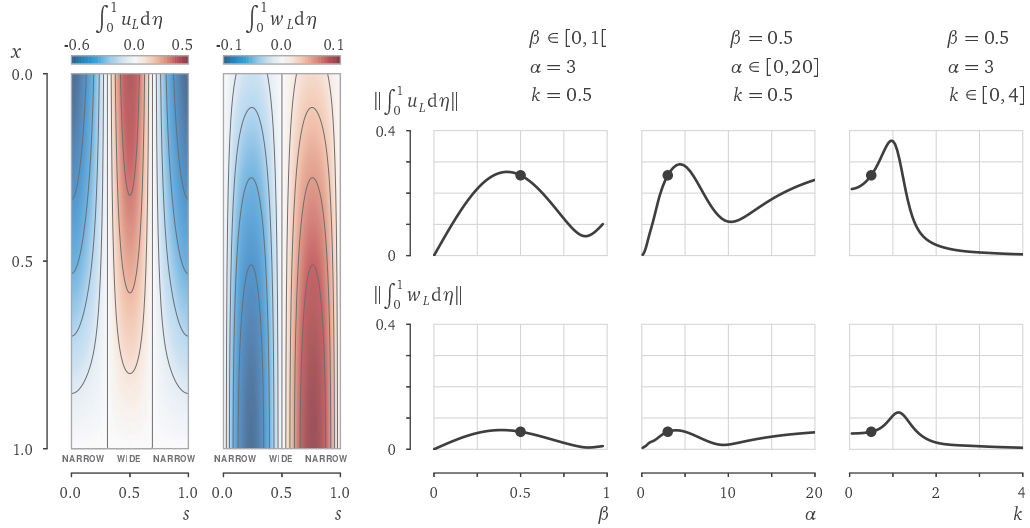 ∫₀¹ u_L dη
-0.6 0.0 0.5
∫₀¹ w_L dη
-0.1 0.0 0.1
x
0.0
0.5
1.0
NARROW WIDE NARROW
NARROW WIDE NARROW
0.0 0.5 1.0
s
0.0 0.5 1.0
s
β ∈ [0, 1[
α = 3
k = 0.5
β = 0.5
α ∈ [0, 20]
k = 0.5
β = 0.5
α = 3
k ∈ [0, 4]
‖∫₀¹ u_L dη‖
0.4
0
‖∫₀¹ w_L dη‖
0.4
0
0 0.5 1
β
0 10 20
α
0 2 4
k